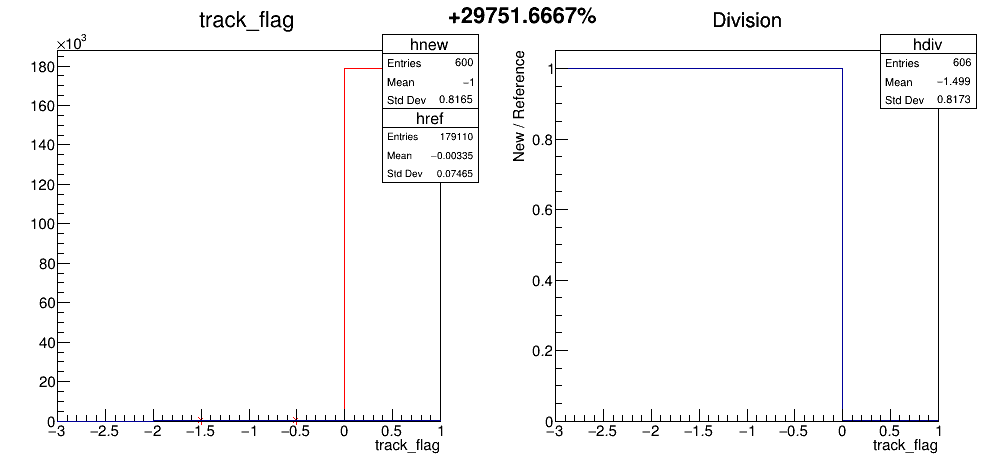 +29751.6667%
track_flag
×10³
hnew
Entries 600
Mean −1
Std Dev 0.8165
href
Entries 179110
Mean −0.00335
Std Dev 0.07465
180
160
140
120
100
80
60
40
20
0
−3 −2.5 −2 −1.5 −1 −0.5 0 0.5 1
track_flag
Division
hdiv
Entries 606
Mean −1.499
Std Dev 0.8173
New / Reference
1
0.8
0.6
0.4
0.2
0
−3 −2.5 −2 −1.5 −1 −0.5 0 0.5 1
track_flag